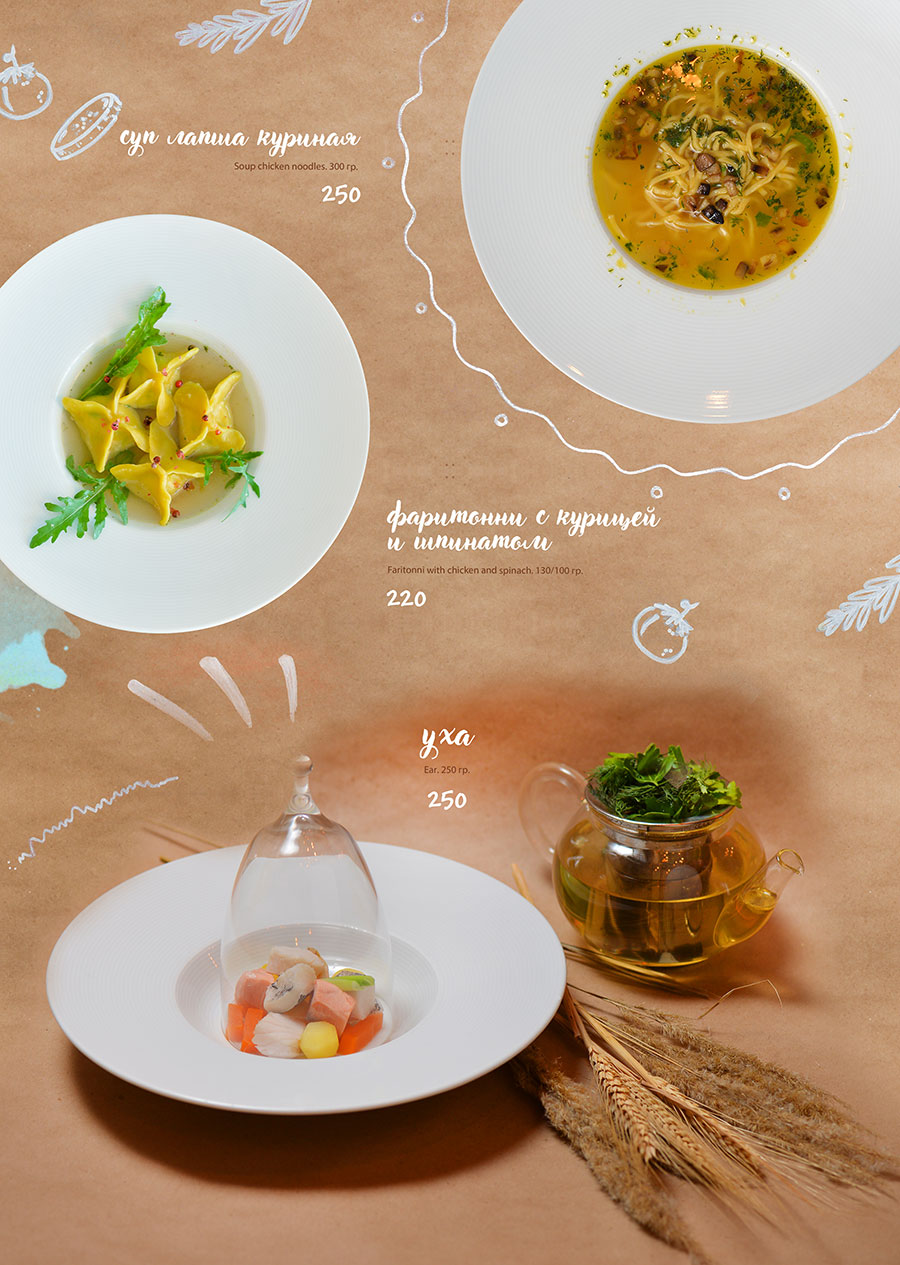 суп лапша куриная
Soup chicken noodles. 300 гр.
250
фаритонни с курицей
и шпинатом
Faritonni with chicken and spinach. 130/100 гр.
220
уха
Ear. 250 гр.
250